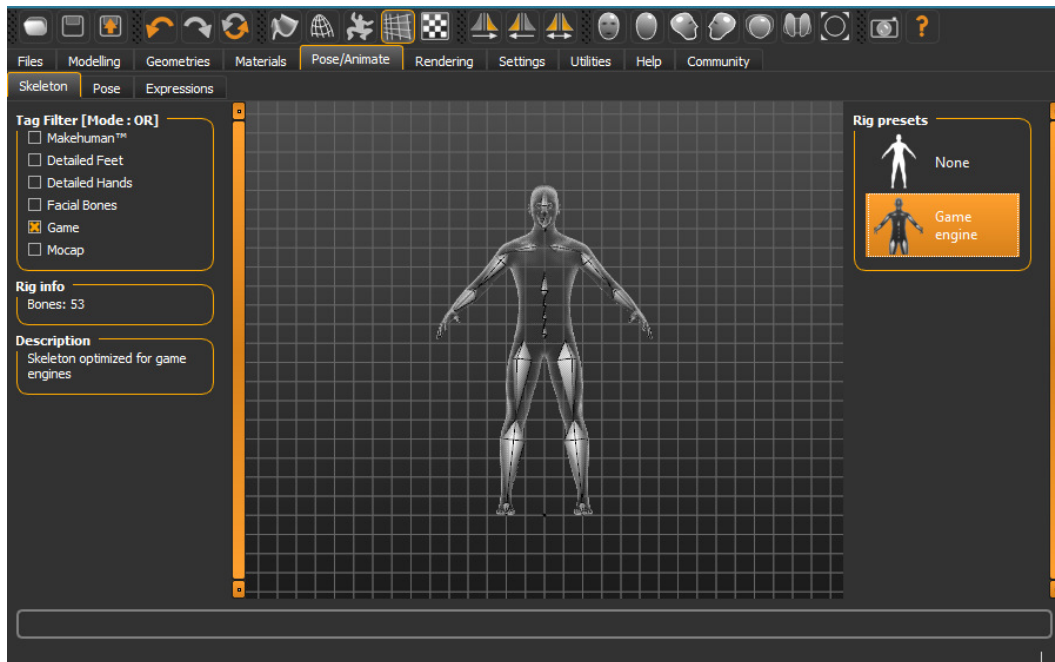 Files Modelling Geometries Materials Pose/Animate Rendering Settings Utilities Help Community
Skeleton Pose Expressions
Tag Filter [Mode : OR]
Makehuman™
Detailed Feet
Detailed Hands
Facial Bones
Game
Mocap
Rig info
Bones: 53
Description
Skeleton optimized for game
engines
Rig presets
None
Game
engine